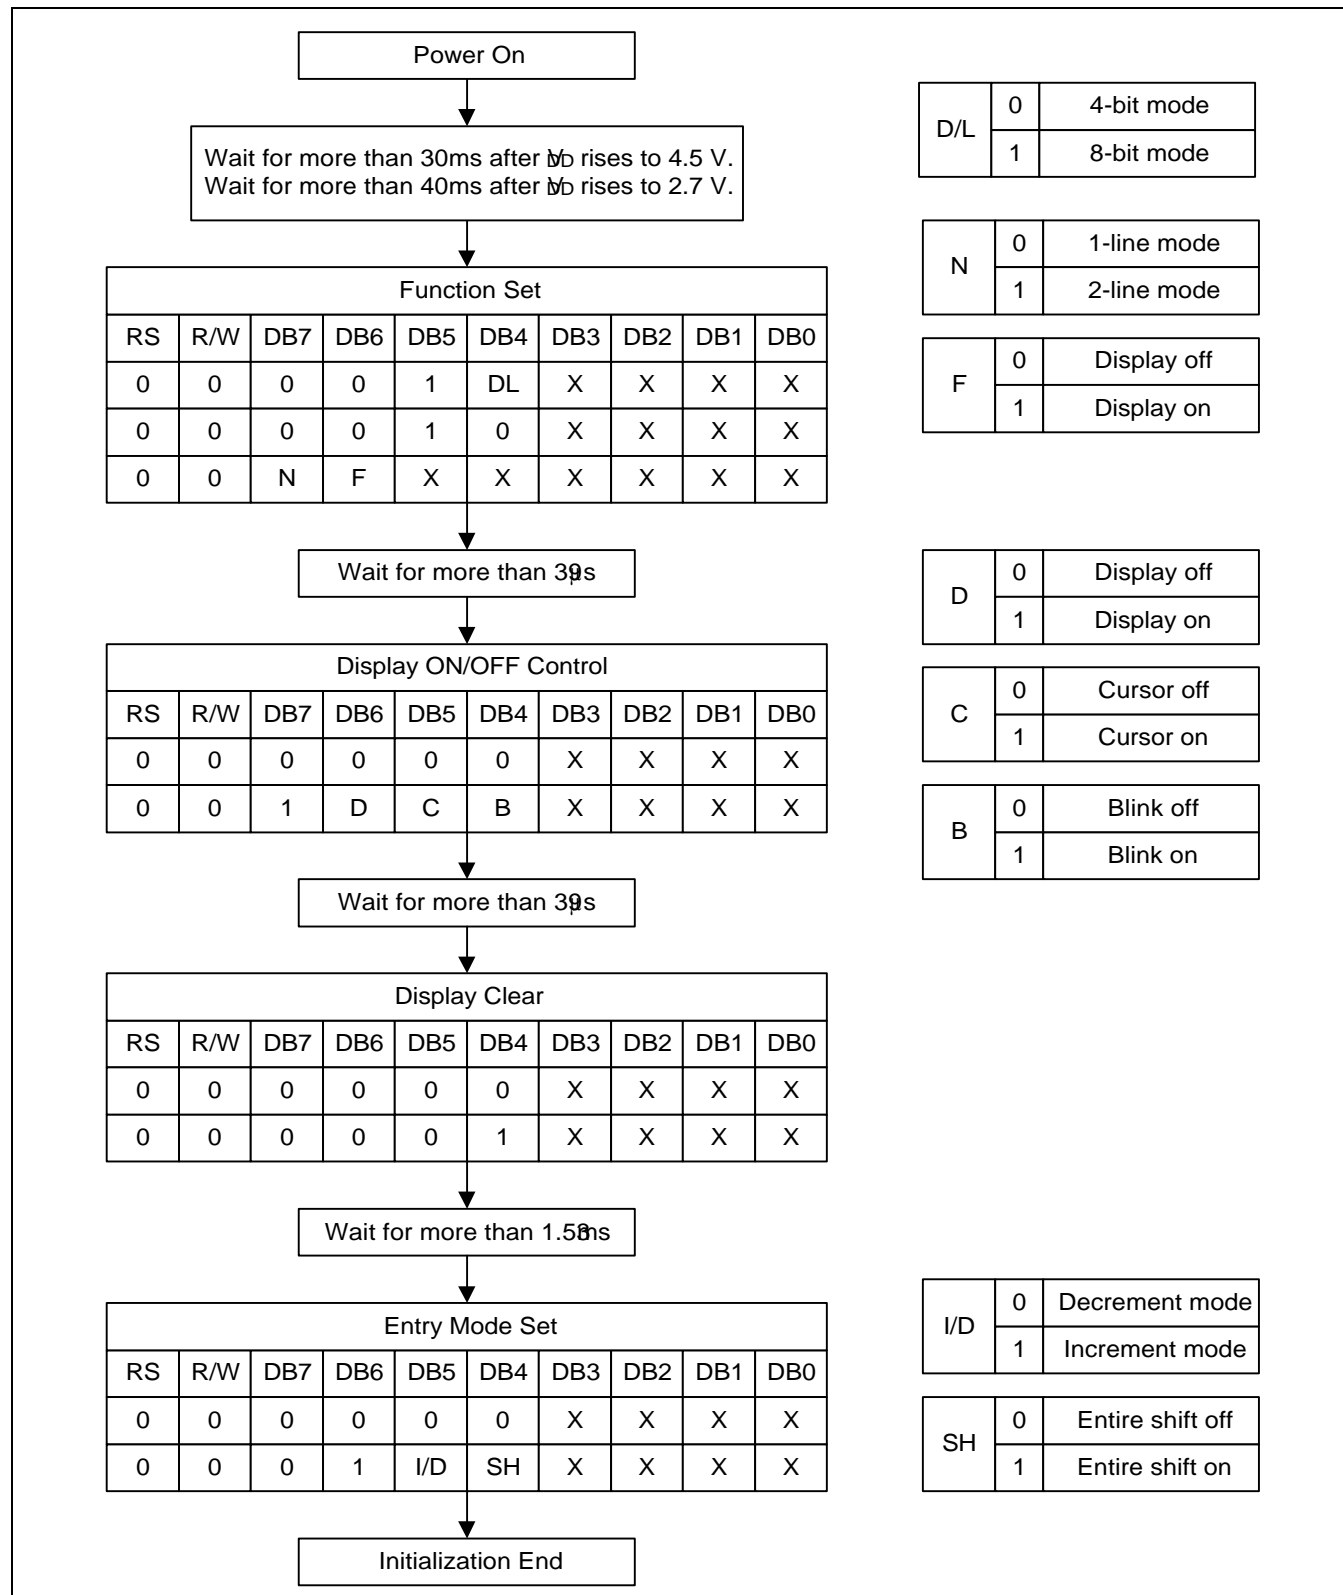 Power On
Wait for more than 30ms after VDD rises to 4.5 V.
Wait for more than 40ms after VDD rises to 2.7 V.
Function Set
RS R/W DB7 DB6 DB5 DB4 DB3 DB2 DB1 DB0
0 0 0 0 1 DL X X X X
0 0 0 0 1 0 X X X X
0 0 N F X X X X X X
Wait for more than 39μs
Display ON/OFF Control
RS R/W DB7 DB6 DB5 DB4 DB3 DB2 DB1 DB0
0 0 0 0 0 0 X X X X
0 0 1 D C B X X X X
Wait for more than 39μs
Display Clear
RS R/W DB7 DB6 DB5 DB4 DB3 DB2 DB1 DB0
0 0 0 0 0 0 X X X X
0 0 0 0 0 1 X X X X
Wait for more than 1.53ms
Entry Mode Set
RS R/W DB7 DB6 DB5 DB4 DB3 DB2 DB1 DB0
0 0 0 0 0 0 X X X X
0 0 0 1 I/D SH X X X X
Initialization End
D/L
0 4-bit mode
1 8-bit mode
N
0 1-line mode
1 2-line mode
F
0 Display off
1 Display on
D
0 Display off
1 Display on
C
0 Cursor off
1 Cursor on
B
0 Blink off
1 Blink on
I/D
0 Decrement mode
1 Increment mode
SH
0 Entire shift off
1 Entire shift on